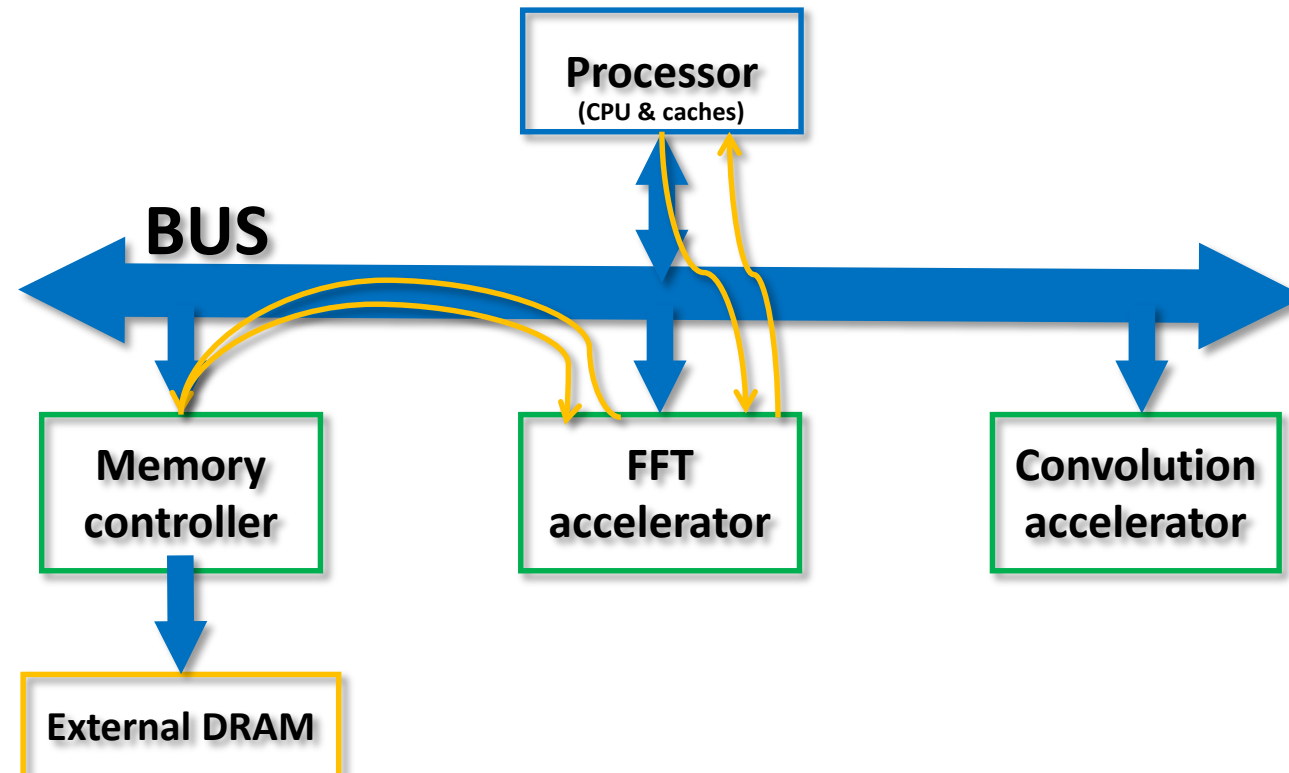 Processor
(CPU & caches)
BUS
Memory
controller
FFT
accelerator
Convolution
accelerator
External DRAM